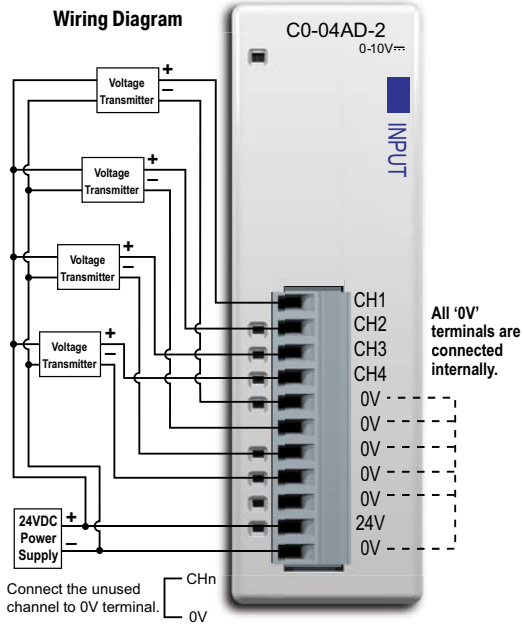 Wiring Diagram
C0-04AD-2
0-10V⎓
INPUT
+
Voltage
Transmitter
–
+
Voltage
Transmitter
–
+
Voltage
Transmitter
–
+
Voltage
Transmitter
–
CH1
CH2
CH3
CH4
0V
0V
0V
0V
0V
24V
0V
All ‘0V’
terminals are
connected
internally.
24VDC
Power
Supply
+
–
Connect the unused
channel to 0V terminal.
CHn
0V